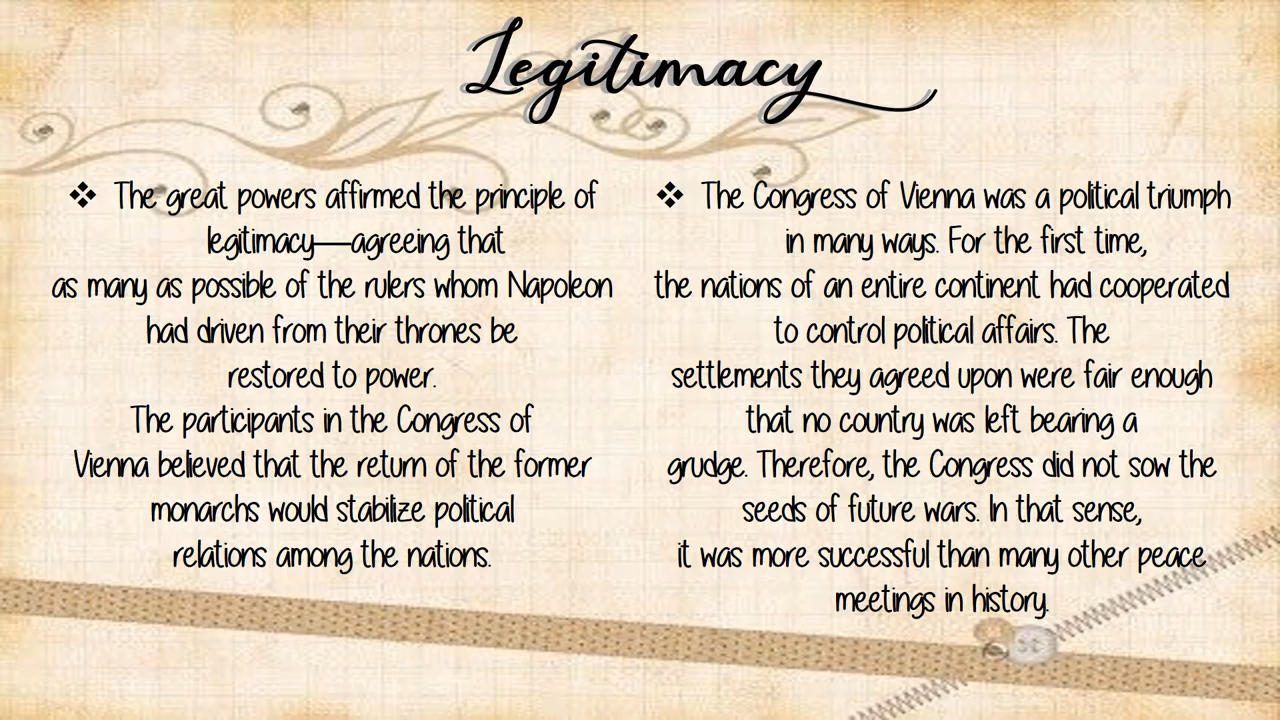 Legitimacy
❖ The great powers affirmed the principle of
legitimacy—agreeing that
as many as possible of the rulers whom Napoleon
had driven from their thrones be
restored to power.
The participants in the Congress of
Vienna believed that the return of the former
monarchs would stabilize political
relations among the nations.
❖ The Congress of Vienna was a political triumph
in many ways. For the first time,
the nations of an entire continent had cooperated
to control political affairs. The
settlements they agreed upon were fair enough
that no country was left bearing a
grudge. Therefore, the Congress did not sow the
seeds of future wars. In that sense,
it was more successful than many other peace
meetings in history.